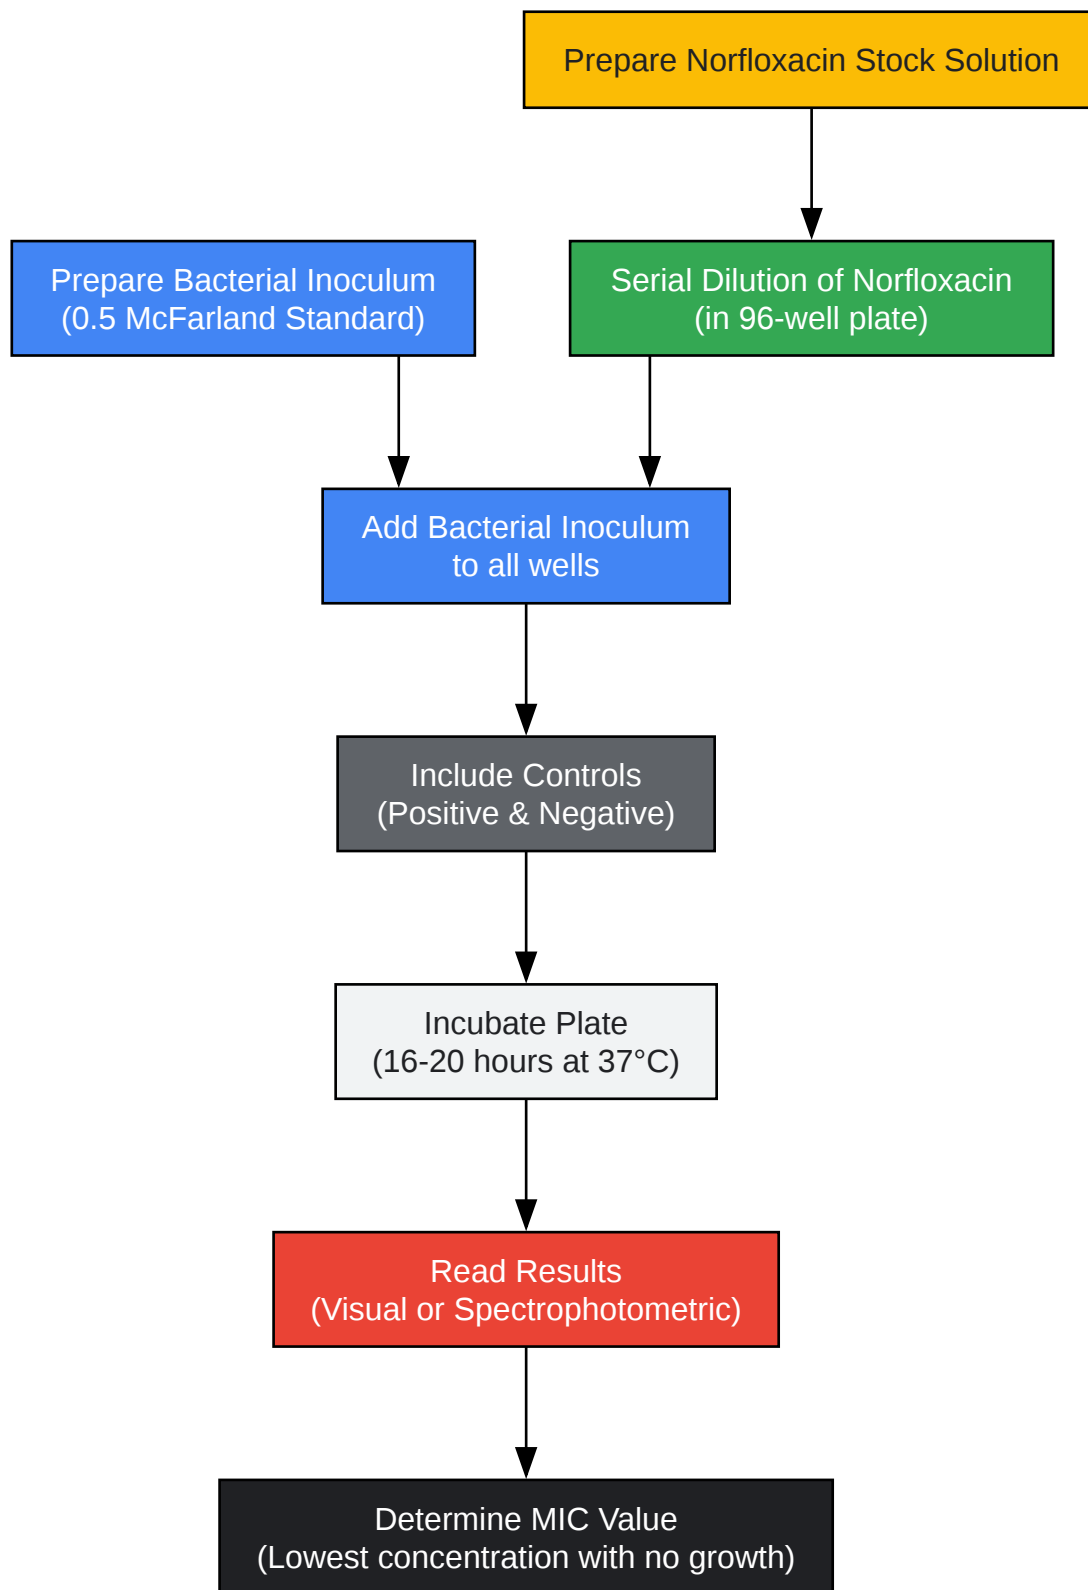 Prepare Norfloxacin Stock Solution
Prepare Bacterial Inoculum
(0.5 McFarland Standard)
Serial Dilution of Norfloxacin
(in 96-well plate)
Add Bacterial Inoculum
to all wells
Include Controls
(Positive & Negative)
Incubate Plate
(16-20 hours at 37°C)
Read Results
(Visual or Spectrophotometric)
Determine MIC Value
(Lowest concentration with no growth)